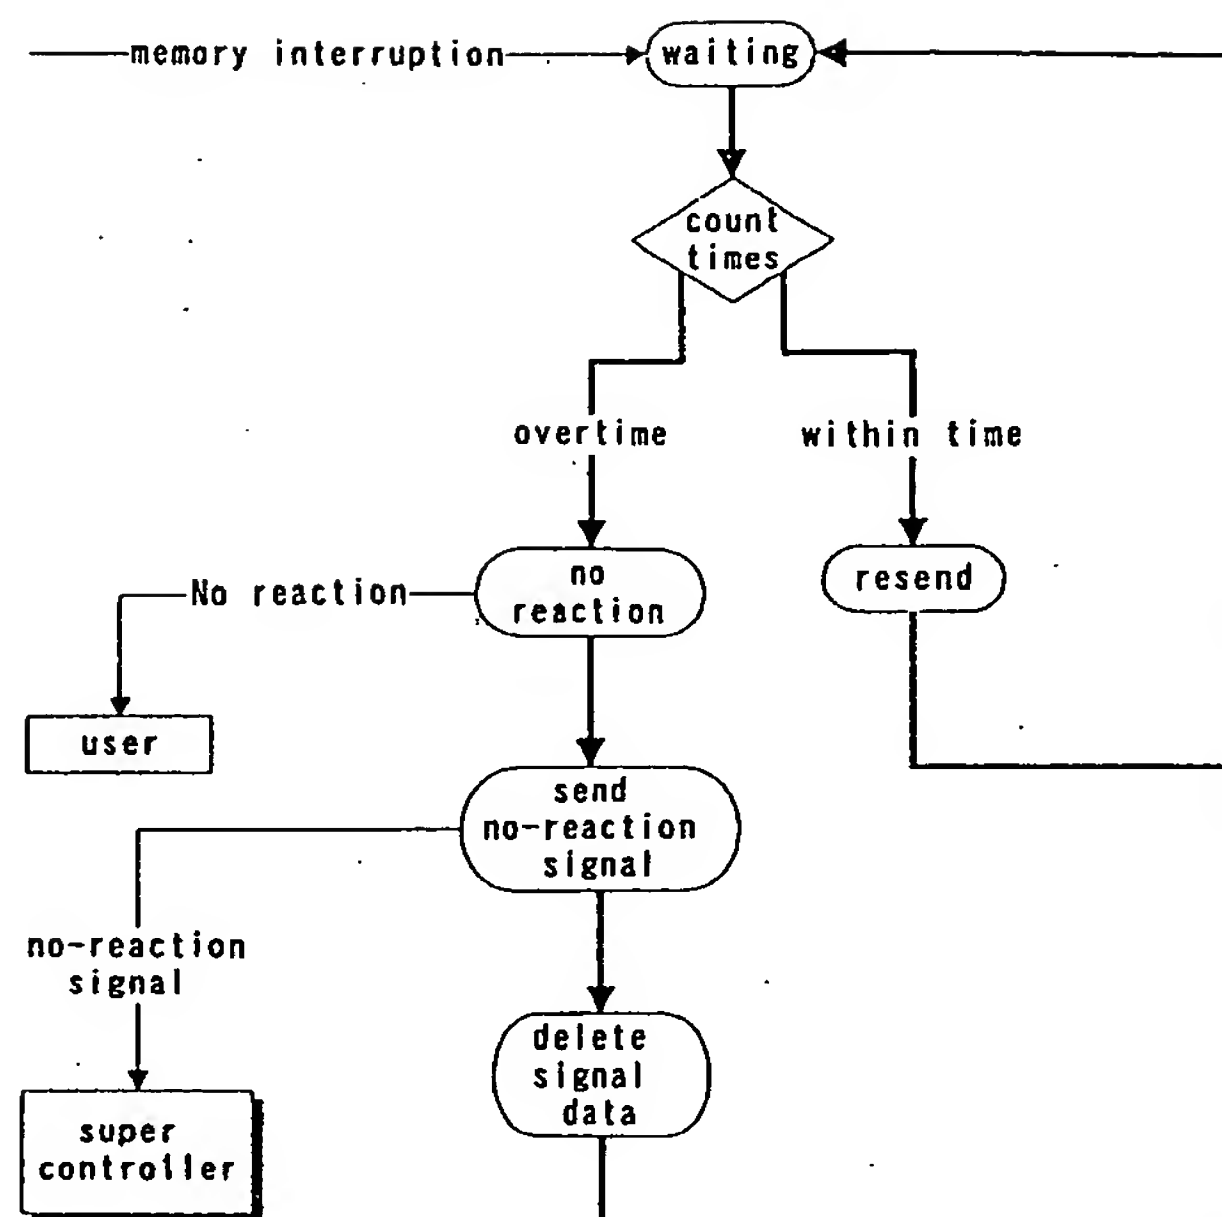 memory interruption
waiting
count
times
overtime
within time
no
reaction
resend
No reaction
user
send
no-reaction
signal
no-reaction
signal
delete
signal
data
super
controller